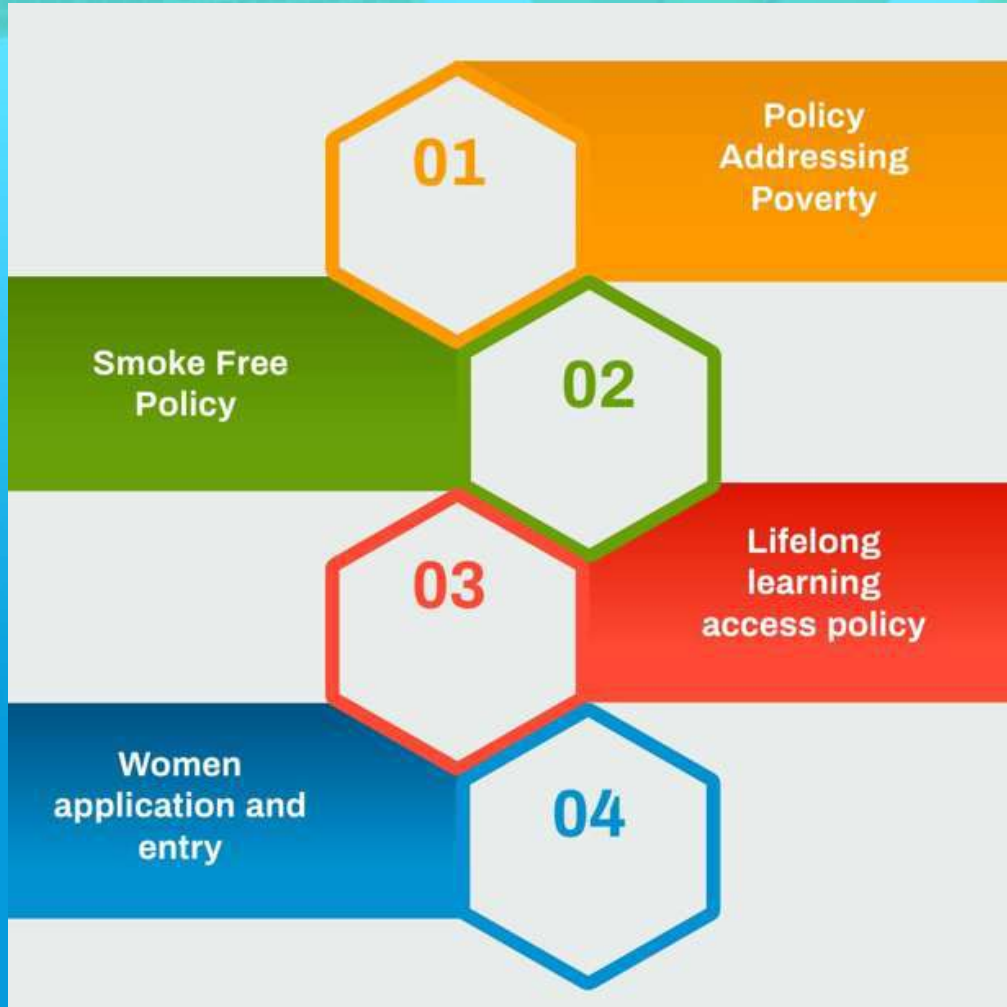 01
Policy
Addressing
Poverty
Smoke Free
Policy
02
03
Lifelong
learning
access policy
Women
application and
entry
04